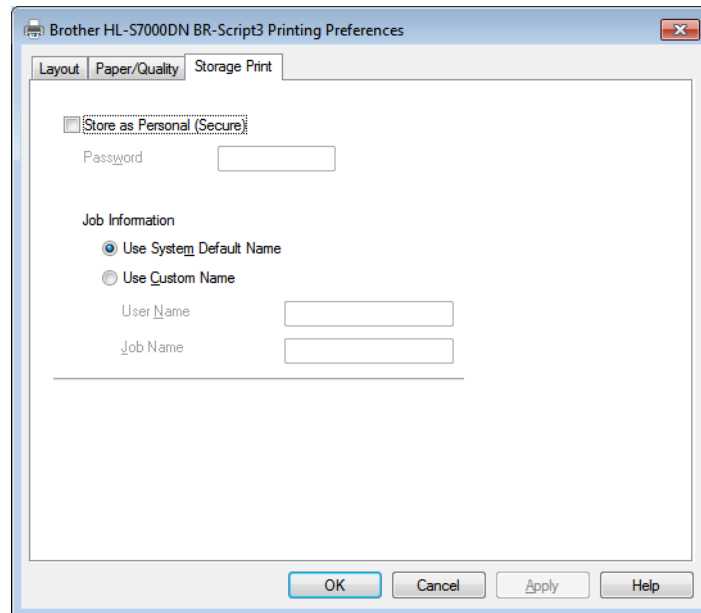 Brother HL-S7000DN BR-Script3 Printing Preferences
Layout Paper/Quality Storage Print
Store as Personal (Secure)
Password
Job Information
Use System Default Name
Use Custom Name
User Name
Job Name
OK Cancel Apply Help